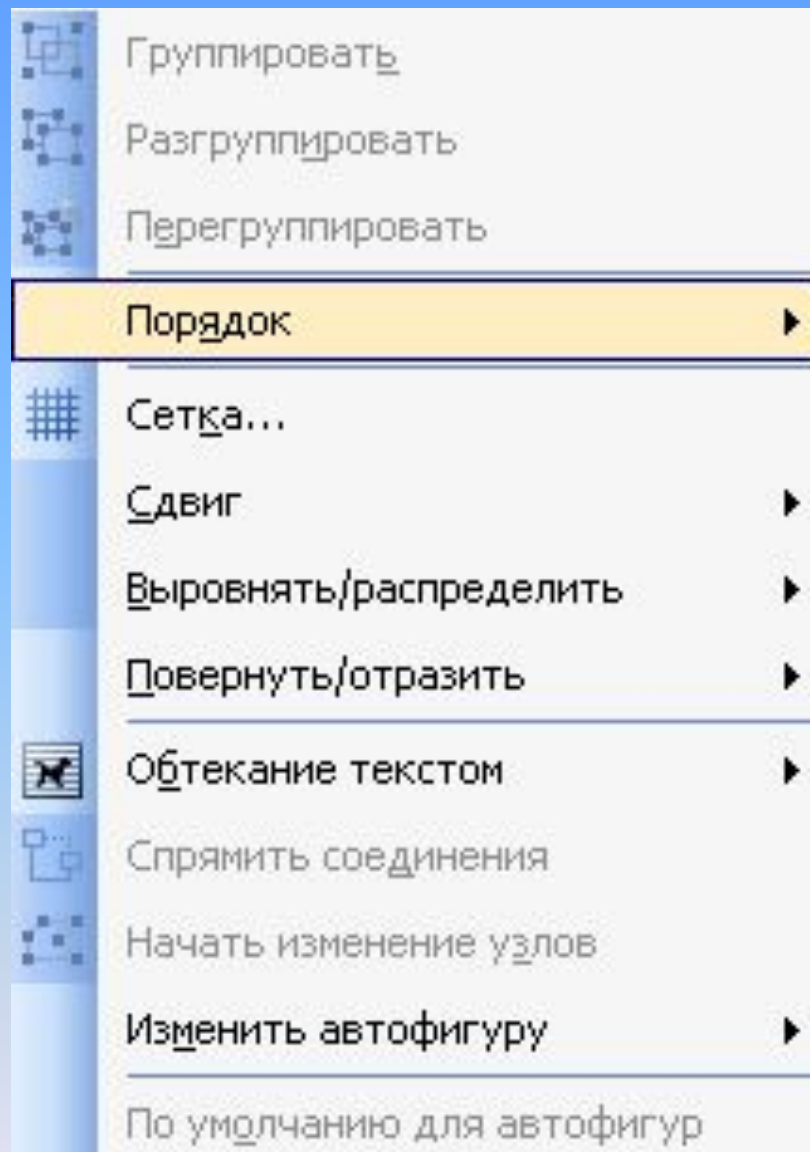 Группировать
Разгруппировать
Перегруппировать
Порядок
Сетка...
Сдвиг
Выровнять/распределить
Повернуть/отразить
Обтекание текстом
Спрямить соединения
Начать изменение узлов
Изменить автофигуру
По умолчанию для автофигур